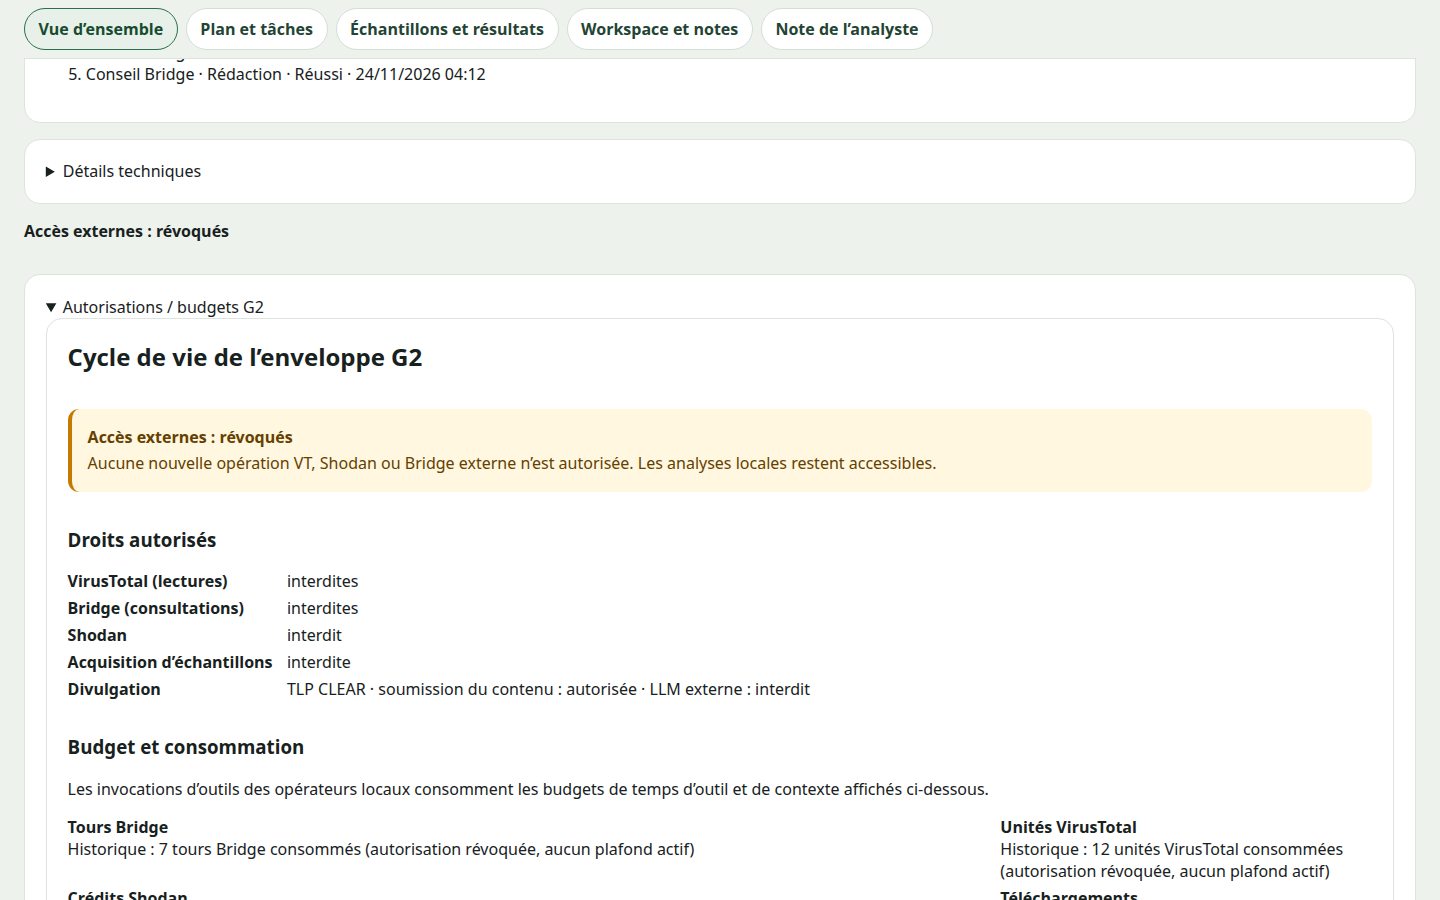 Vue d’ensemble
Plan et tâches
Échantillons et résultats
Workspace et notes
Note de l’analyste
5. Conseil Bridge · Rédaction · Réussi · 24/11/2026 04:12
Détails techniques
Accès externes : révoqués
Autorisations / budgets G2
Cycle de vie de l’enveloppe G2
Accès externes : révoqués
Aucune nouvelle opération VT, Shodan ou Bridge externe n’est autorisée. Les analyses locales restent accessibles.
Droits autorisés
VirusTotal (lectures) interdites
Bridge (consultations) interdites
Shodan interdit
Acquisition d’échantillons interdite
Divulgation TLP CLEAR · soumission du contenu : autorisée · LLM externe : interdit
Budget et consommation
Les invocations d’outils des opérateurs locaux consomment les budgets de temps d’outil et de contexte affichés ci-dessous.
Tours Bridge
Historique : 7 tours Bridge consommés (autorisation révoquée, aucun plafond actif)
Unités VirusTotal
Historique : 12 unités VirusTotal consommées
(autorisation révoquée, aucun plafond actif)
Crédits Shodan
Téléchargements